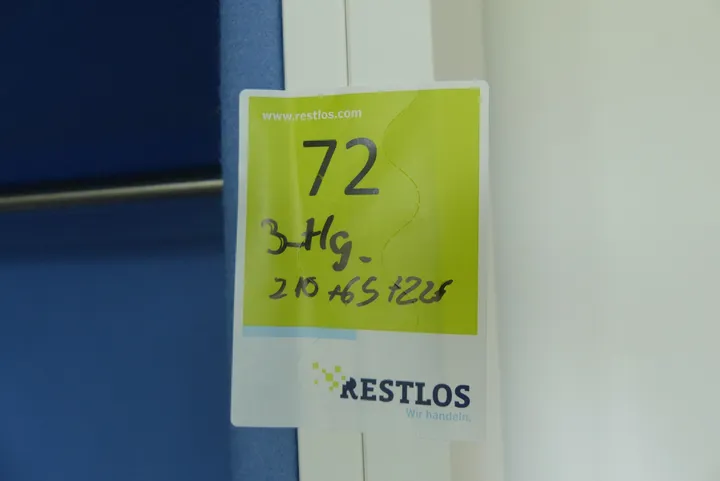 www.restlos.com
72
3-Hg.
210+65+225
RESTLOS
Wir handeln.